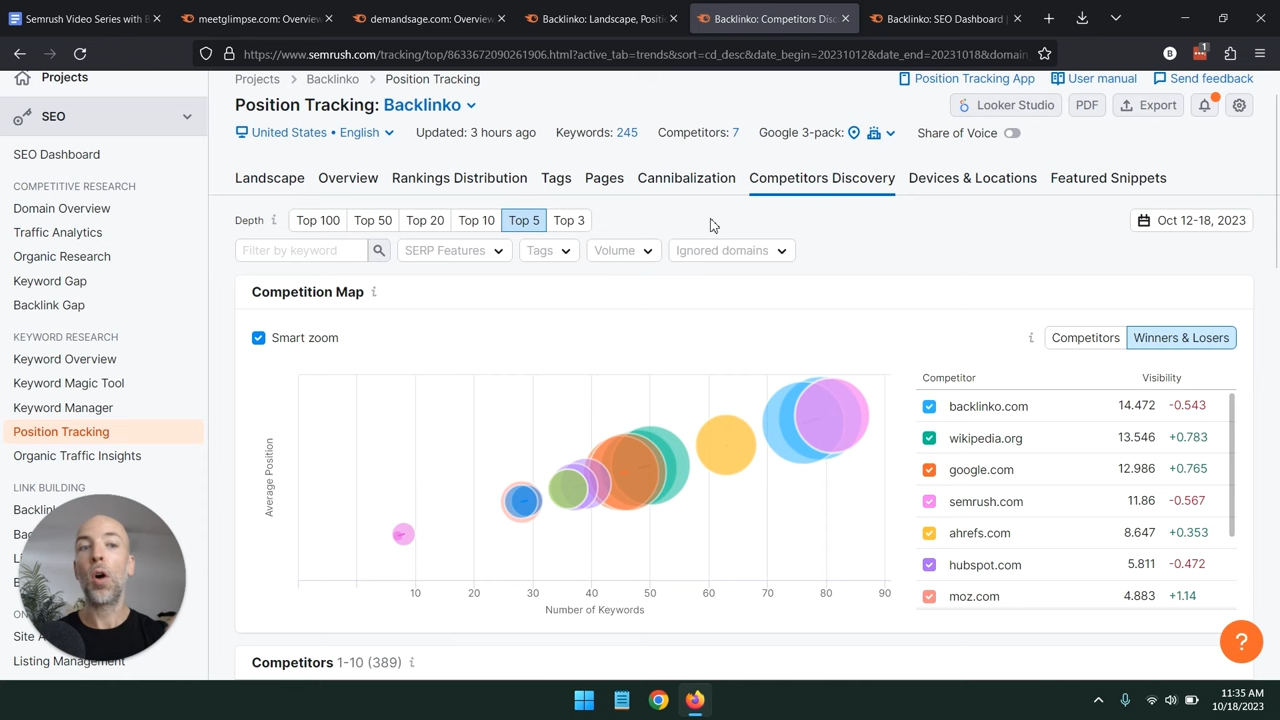 Semrush Video Series with B
meetglimpse.com: Overview
demandsage.com: Overview
Backlinko: Landscape, Positi
Backlinko: Competitors Disc
Backlinko: SEO Dashboard |
https://www.semrush.com/tracking/top/8633672090261906.html?active_tab=trends&sort=cd_desc&date_begin=20231012&date_end=20231018&domain
B
1
Projects
SEO
SEO Dashboard
COMPETITIVE RESEARCH
Domain Overview
Traffic Analytics
Organic Research
Keyword Gap
Backlink Gap
KEYWORD RESEARCH
Keyword Overview
Keyword Magic Tool
Keyword Manager
Position Tracking
Organic Traffic Insights
LINK BUILDING
Backlin
Ba
Li
B
ON
Site A
Listing Management
Projects > Backlinko > Position Tracking
Position Tracking App
User manual
Send feedback
Position Tracking: Backlinko
Looker Studio
PDF
Export
United States • English
Updated: 3 hours ago
Keywords: 245
Competitors: 7
Google 3-pack:
Share of Voice
Landscape Overview Rankings Distribution Tags Pages Cannibalization Competitors Discovery Devices & Locations Featured Snippets
Depth i Top 100 Top 50 Top 20 Top 10 Top 5 Top 3
Oct 12-18, 2023
Filter by keyword
SERP Features
Tags
Volume
Ignored domains
Competition Map i
Smart zoom
i Competitors Winners & Losers
Average Position
10 20 30 40 50 60 70 80 90
Number of Keywords
Competitor Visibility
backlinko.com 14.472 -0.543
wikipedia.org 13.546 +0.783
google.com 12.986 +0.765
semrush.com 11.86 -0.567
ahrefs.com 8.647 +0.353
hubspot.com 5.811 -0.472
moz.com 4.883 +1.14
Competitors 1-10 (389) i
?
11:35 AM
10/18/2023